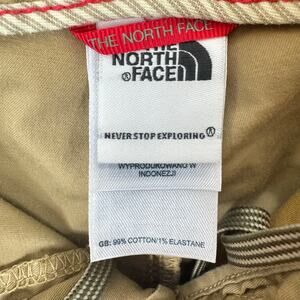 THE NORTH FACE
THE
NORTH
®FACE
NEVER STOP EXPLORING®
WYPRODUKOWANO W
INDONEZJI
GB: 99% COTTON/1% ELASTANE